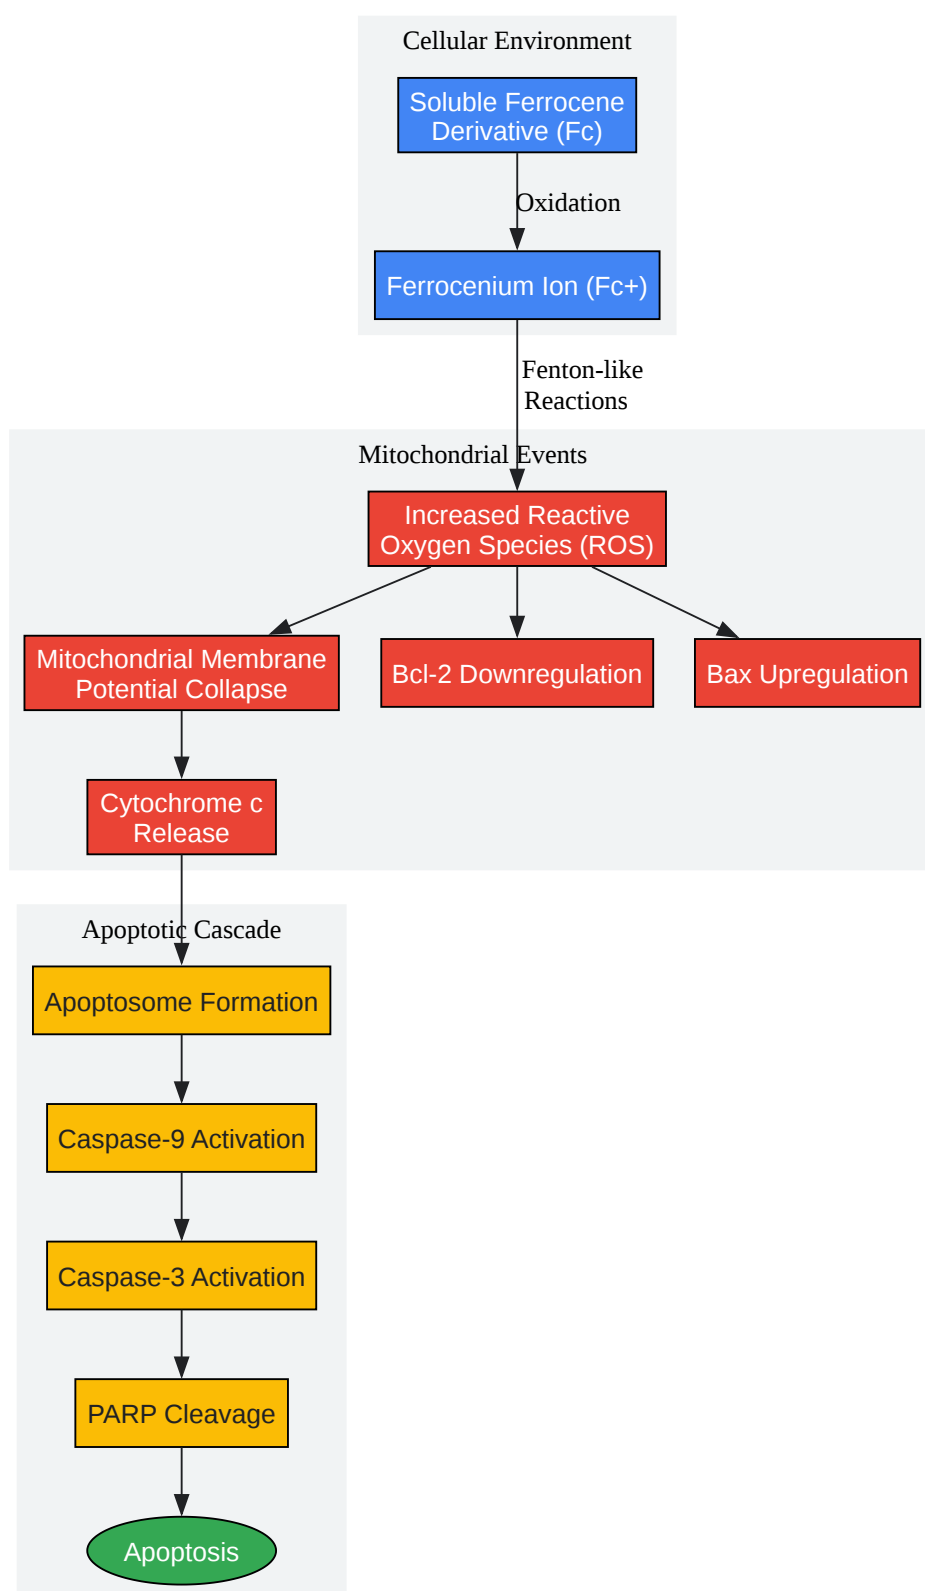 Cellular Environment
Soluble Ferrocene
Derivative (Fc)
Oxidation
Ferrocenium Ion (Fc+)
Fenton-like
Reactions
Mitochondrial Events
Increased Reactive
Oxygen Species (ROS)
Mitochondrial Membrane
Potential Collapse
Bcl-2 Downregulation
Bax Upregulation
Cytochrome c
Release
Apoptotic Cascade
Apoptosome Formation
Caspase-9 Activation
Caspase-3 Activation
PARP Cleavage
Apoptosis